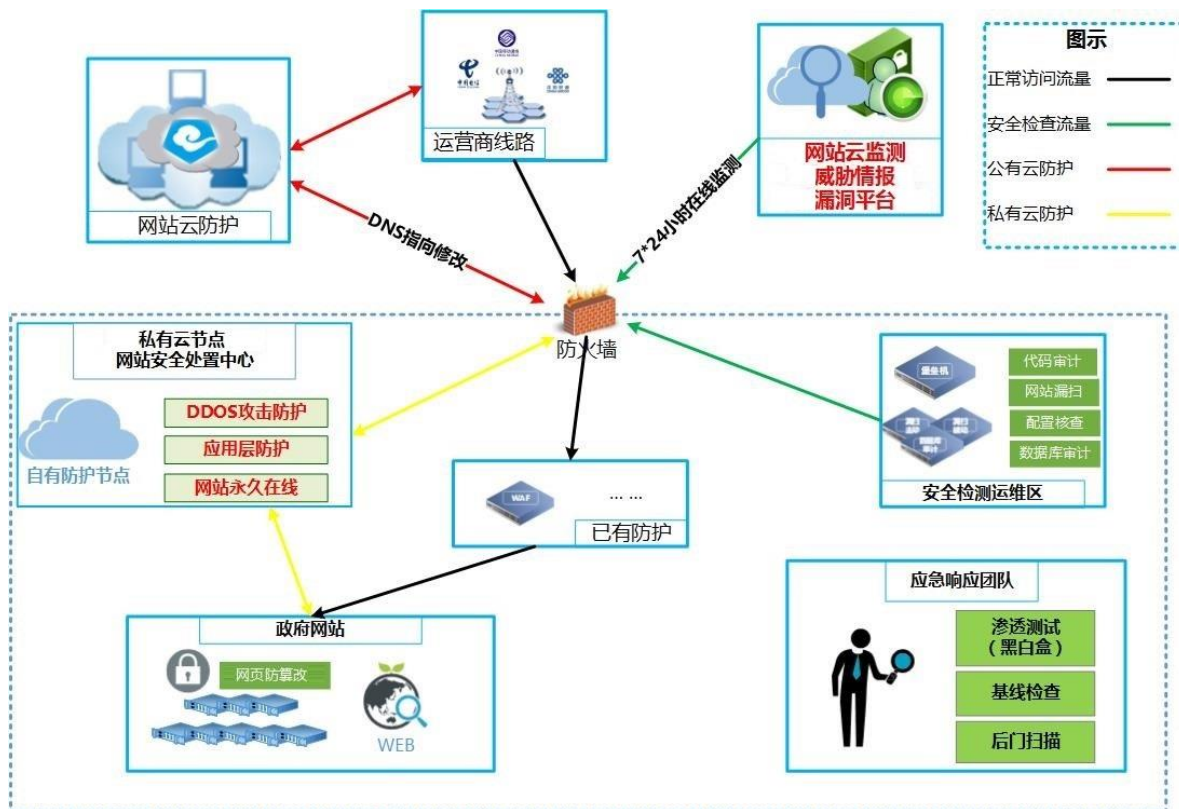 图示
正常访问流量
安全检查流量
公有云防护
私有云防护
网站云防护
中国电信
运营商线路
网站云监测
威胁情报
漏洞平台
DNS指向修改
7*24小时在线监测
防火墙
私有云节点
网站安全处置中心
自有防护节点
DDOS攻击防护
应用层防护
网站永久在线
WAF
... ...
已有防护
堡垒机
代码审计
网站漏扫
配置核查
数据库审计
安全检测运维区
政府网站
网页防篡改
WEB
应急响应团队
渗透测试
（黑白盒）
基线检查
后门扫描